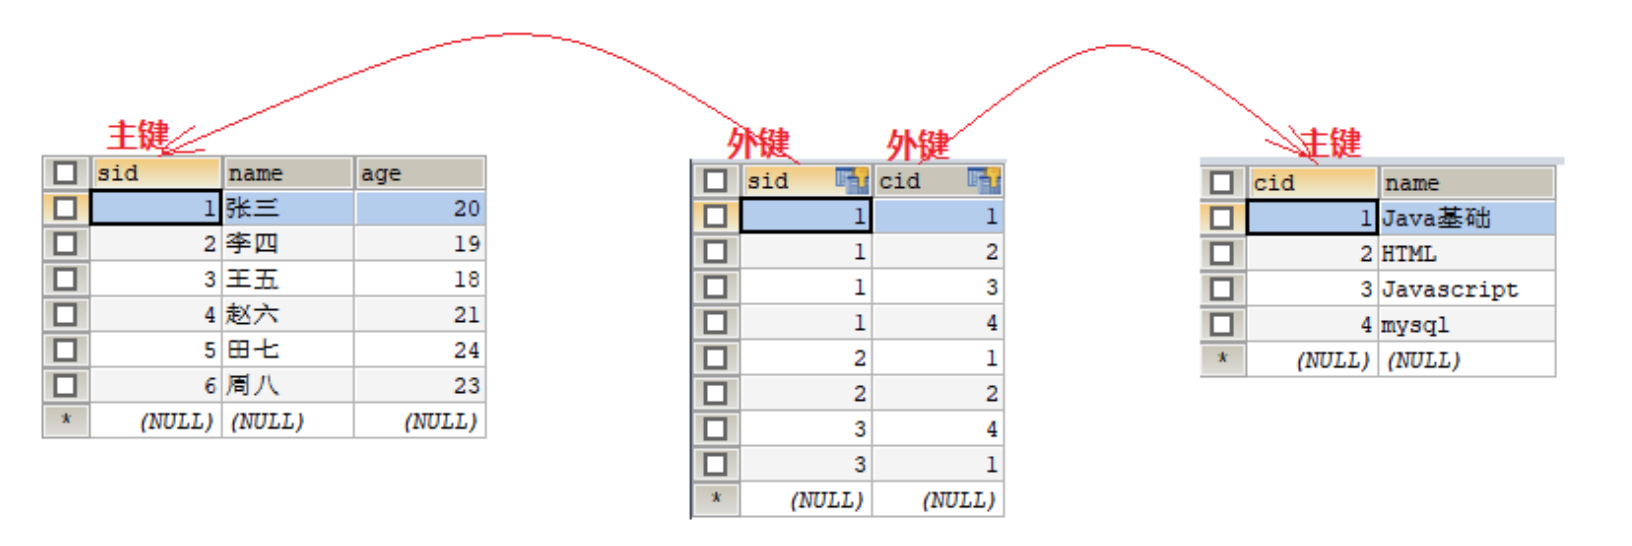 主键
sid name age
1 张三 20
2 李四 19
3 王五 18
4 赵六 21
5 田七 24
6 周八 23
* (NULL) (NULL) (NULL)
外键 外键
sid cid
1 1
1 2
1 3
1 4
2 1
2 2
3 4
3 1
* (NULL) (NULL)
主键
cid name
1 Java基础
2 HTML
3 Javascript
4 mysql
* (NULL) (NULL)